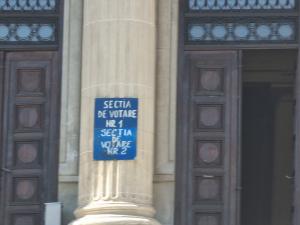 SECTIA
DE VOTARE
NR 1
SECTIA
DE
VOTARE
NR 2